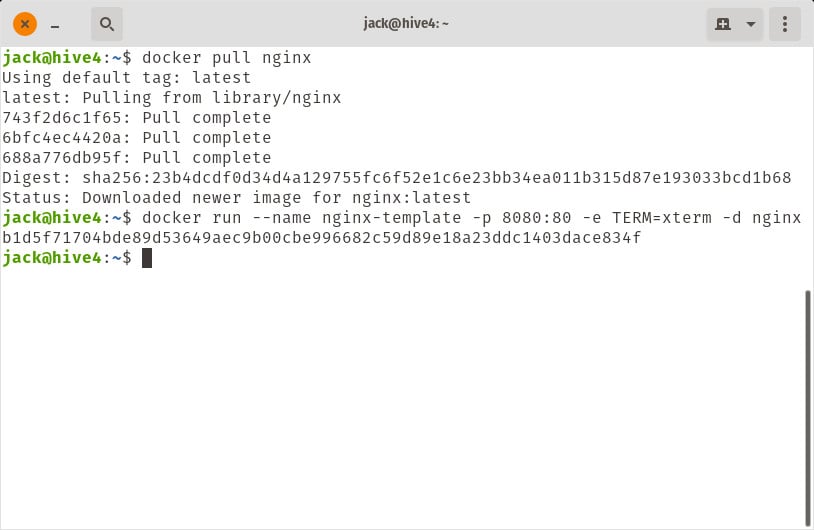 jack@hive4: ~
jack@hive4:~$ docker pull nginx
Using default tag: latest
latest: Pulling from library/nginx
743f2d6c1f65: Pull complete
6bfc4ec4420a: Pull complete
688a776db95f: Pull complete
Digest: sha256:23b4dcdf0d34d4a129755fc6f52e1c6e23bb34ea011b315d87e193033bcd1b68
Status: Downloaded newer image for nginx:latest
jack@hive4:~$ docker run --name nginx-template -p 8080:80 -e TERM=xterm -d nginx
b1d5f71704bde89d53649aec9b00cbe996682c59d89e18a23ddc1403dace834f
jack@hive4:~$